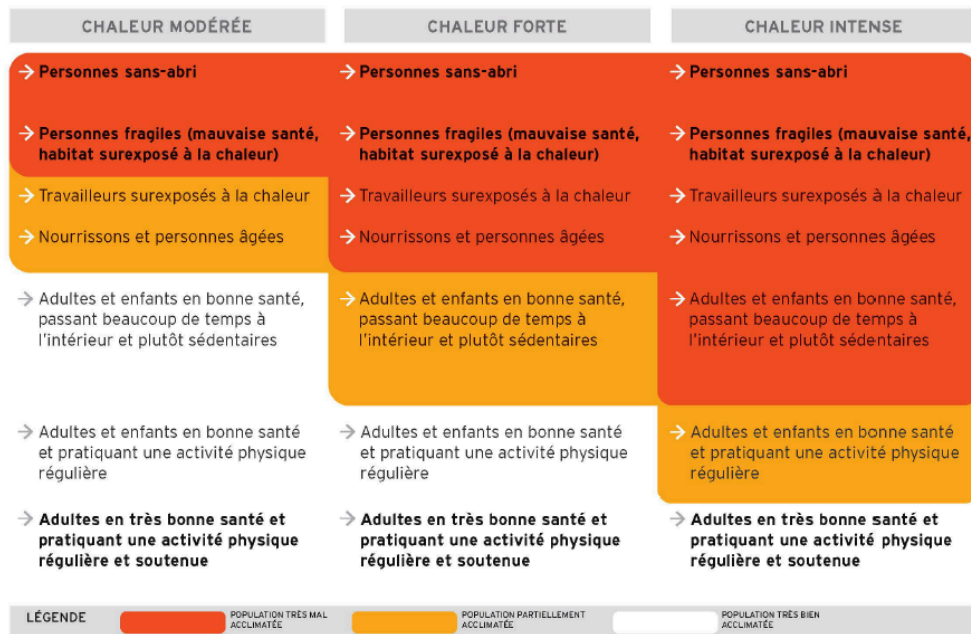 CHALEUR MODÉRÉE
→ Personnes sans-abri
→ Personnes fragiles (mauvaise santé,
habitat surexposé à la chaleur)
→ Travailleurs surexposés à la chaleur
→ Nourrissons et personnes âgées
→ Adultes et enfants en bonne santé,
passant beaucoup de temps à
l'intérieur et plutôt sédentaires
→ Adultes et enfants en bonne santé
et pratiquant une activité physique
régulière
→ Adultes en très bonne santé et
pratiquant une activité physique
régulière et soutenue
CHALEUR FORTE
→ Personnes sans-abri
→ Personnes fragiles (mauvaise santé,
habitat surexposé à la chaleur)
→ Travailleurs surexposés à la chaleur
→ Nourrissons et personnes âgées
→ Adultes et enfants en bonne santé,
passant beaucoup de temps à
l'intérieur et plutôt sédentaires
→ Adultes et enfants en bonne santé
et pratiquant une activité physique
régulière
→ Adultes en très bonne santé et
pratiquant une activité physique
régulière et soutenue
CHALEUR INTENSE
→ Personnes sans-abri
→ Personnes fragiles (mauvaise santé,
habitat surexposé à la chaleur)
→ Travailleurs surexposés à la chaleur
→ Nourrissons et personnes âgées
→ Adultes et enfants en bonne santé,
passant beaucoup de temps à
l'intérieur et plutôt sédentaires
→ Adultes et enfants en bonne santé
et pratiquant une activité physique
régulière
→ Adultes en très bonne santé et
pratiquant une activité physique
régulière et soutenue
LÉGENDE
POPULATION TRÈS MAL
ACCLIMATÉE
POPULATION PARTIELLEMENT
ACCLIMATÉE
POPULATION TRÈS BIEN
ACCLIMATÉE